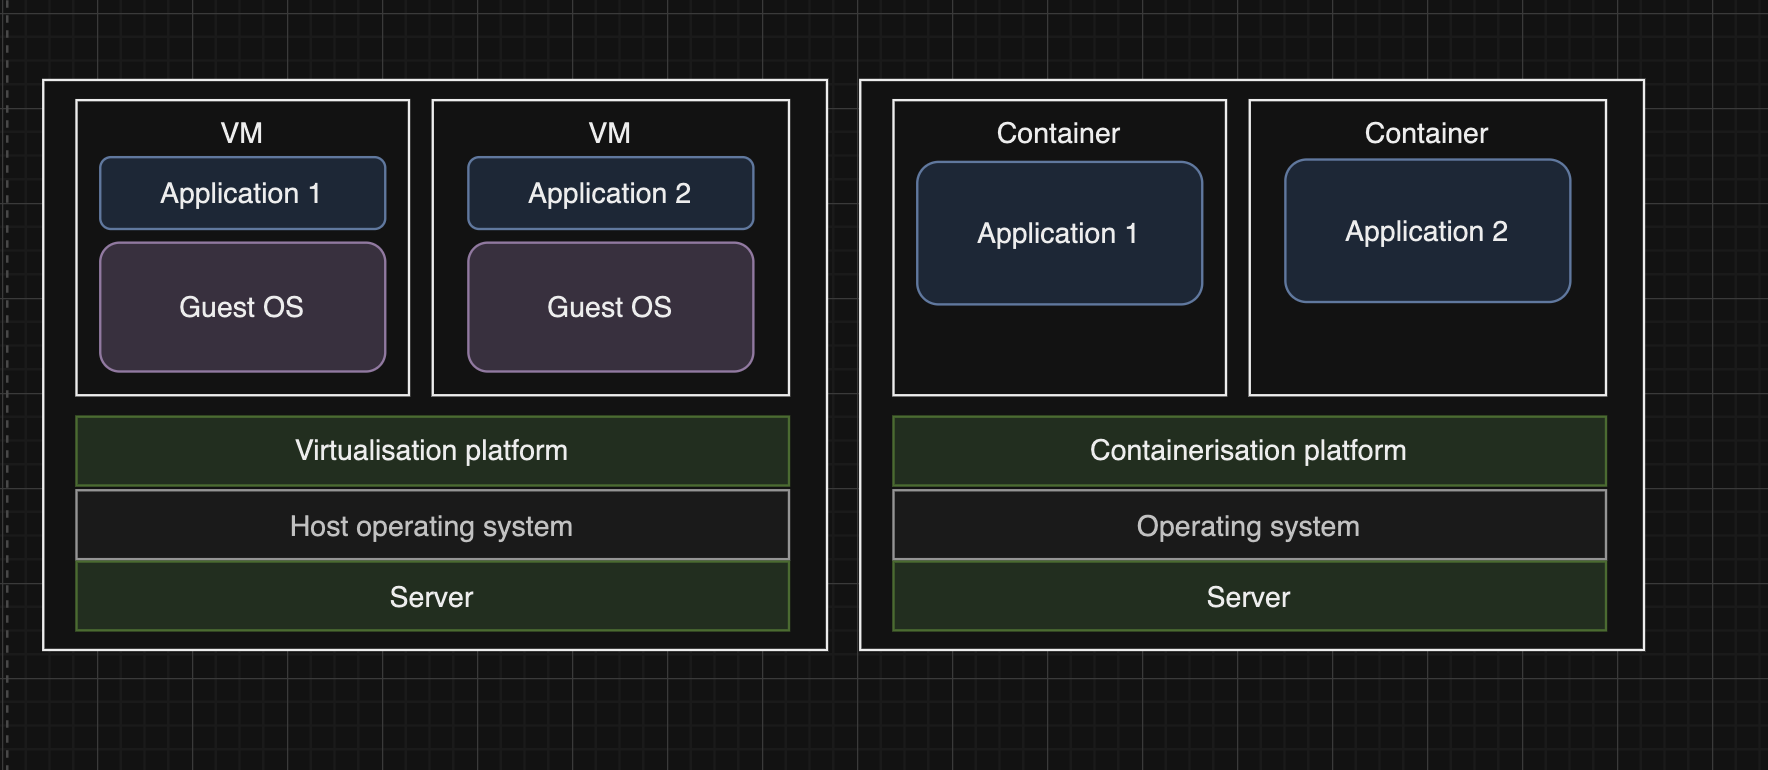 VM
Application 1
Guest OS
VM
Application 2
Guest OS
Virtualisation platform
Host operating system
Server
Container
Application 1
Container
Application 2
Containerisation platform
Operating system
Server